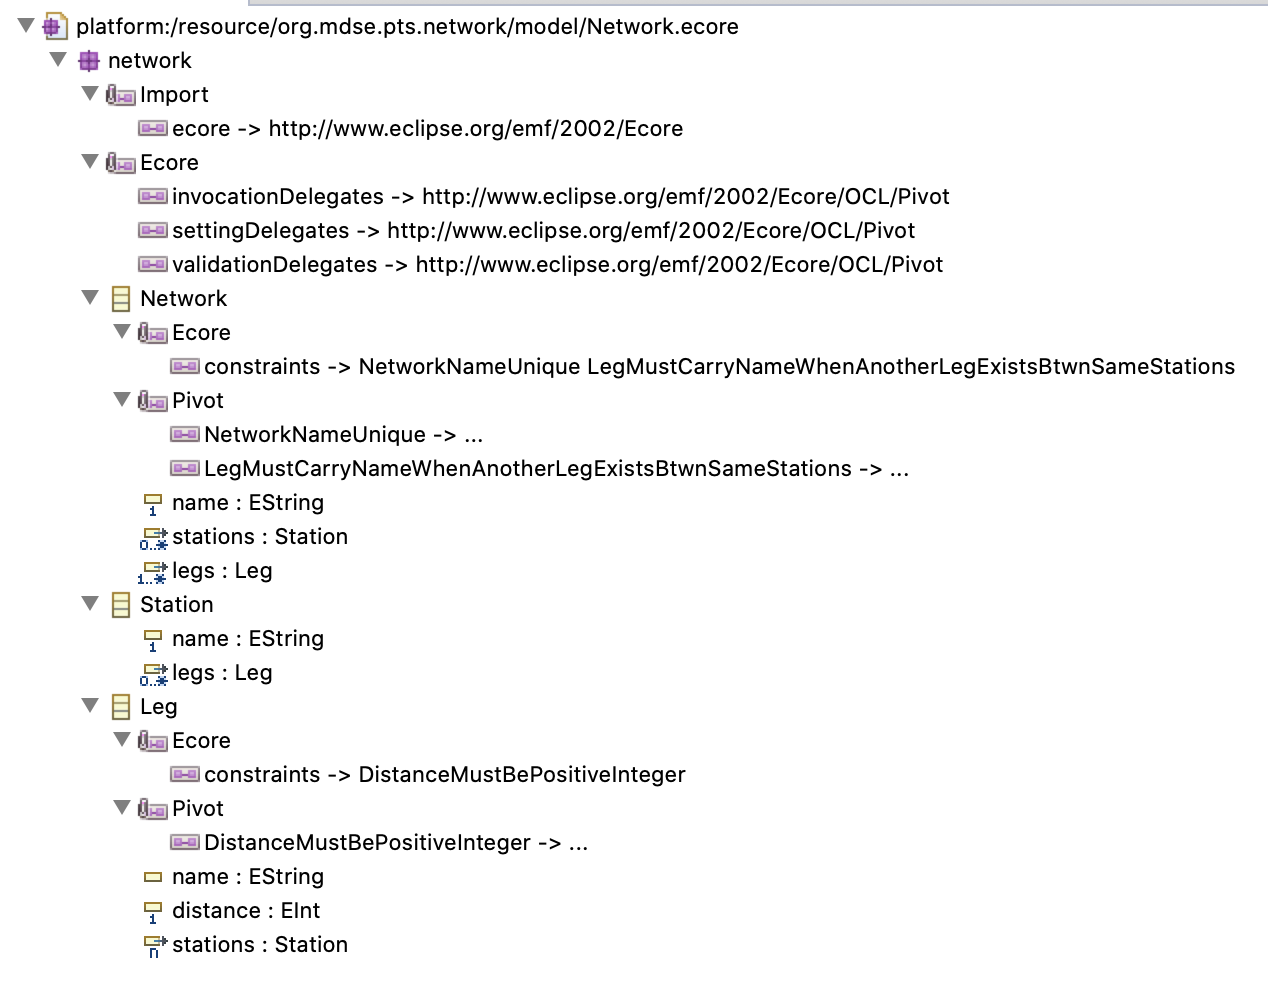 platform:/resource/org.mdse.pts.network/model/Network.ecore
network
Import
ecore -> http://www.eclipse.org/emf/2002/Ecore
Ecore
invocationDelegates -> http://www.eclipse.org/emf/2002/Ecore/OCL/Pivot
settingDelegates -> http://www.eclipse.org/emf/2002/Ecore/OCL/Pivot
validationDelegates -> http://www.eclipse.org/emf/2002/Ecore/OCL/Pivot
Network
Ecore
constraints -> NetworkNameUnique LegMustCarryNameWhenAnotherLegExistsBtwnSameStations
Pivot
NetworkNameUnique -> ...
LegMustCarryNameWhenAnotherLegExistsBtwnSameStations -> ...
1 name : EString
0..* stations : Station
1..* legs : Leg
Station
1 name : EString
0..* legs : Leg
Leg
Ecore
constraints -> DistanceMustBePositiveInteger
Pivot
DistanceMustBePositiveInteger -> ...
name : EString
1 distance : EInt
n stations : Station